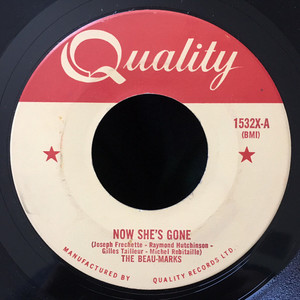 Quality
1532X-A
(BMI)
NOW SHE'S GONE
(Joseph Frechette - Raymond Hutchinson -
Gilles Tailleur - Michel Robitaille)
THE BEAU-MARKS
MANUFACTURED BY QUALITY RECORDS LTD.